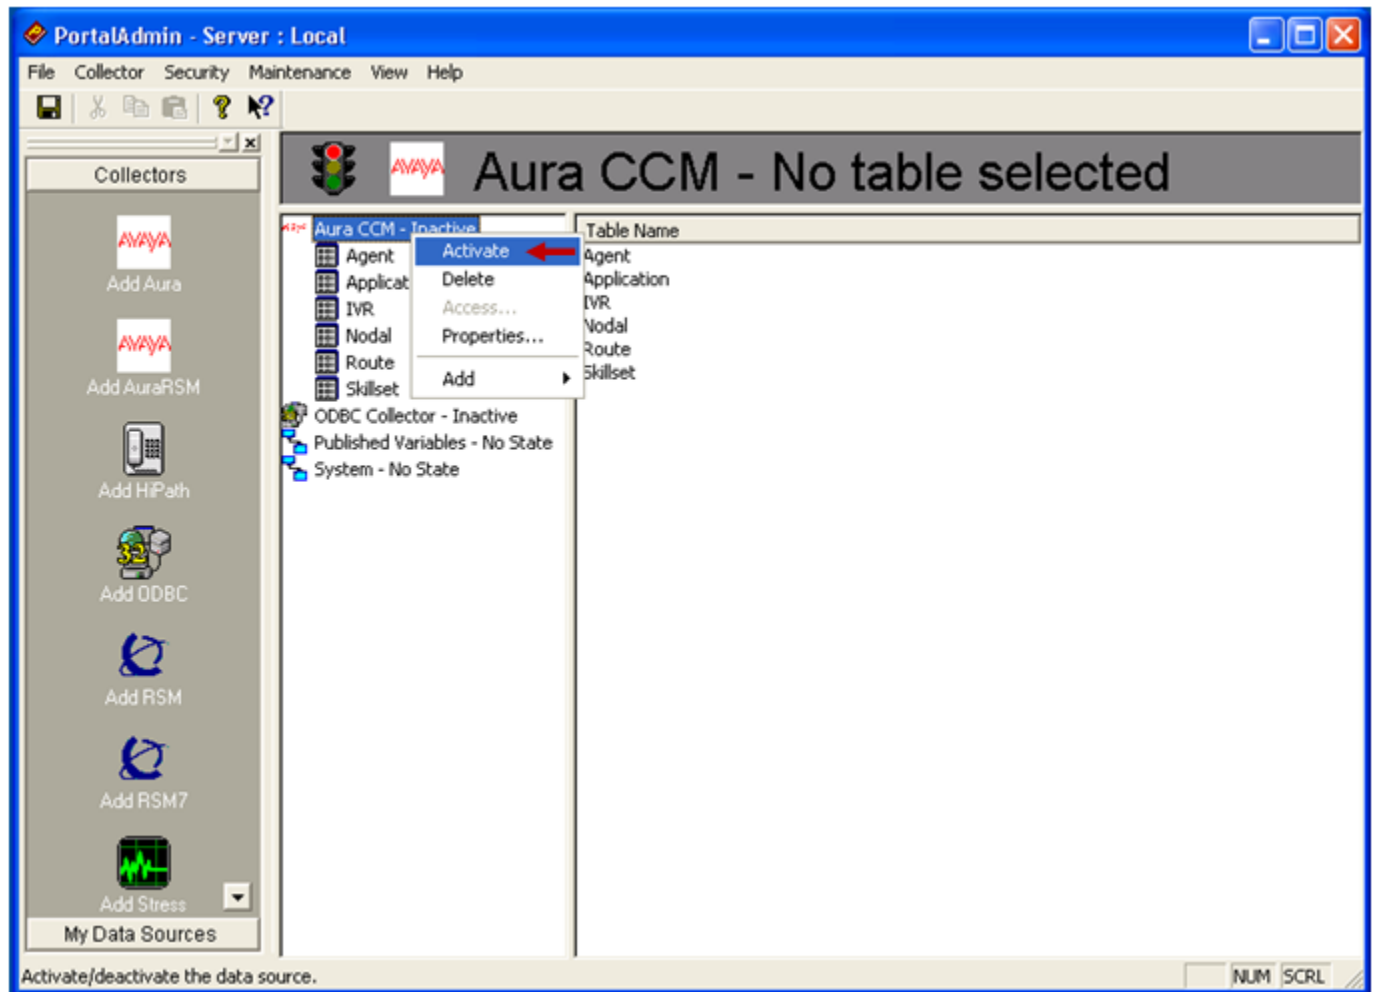 PortalAdmin - Server : Local
File Collector Security Maintenance View Help
Collectors
AVAYA
Add Aura
AVAYA
Add AuraRSM
Add HiPath
32
Add ODBC
Add RSM
Add RSM7
Add Stress
My Data Sources
AVAYA Aura CCM - No table selected
Aura CCM - Inactive
Agent
Applicat
IVR
Nodal
Route
Skillset
ODBC Collector - Inactive
Published Variables - No State
System - No State
Activate
Delete
Access...
Properties...
Add
Table Name
Agent
Application
IVR
Nodal
Route
Skillset
Activate/deactivate the data source.
NUM SCRL